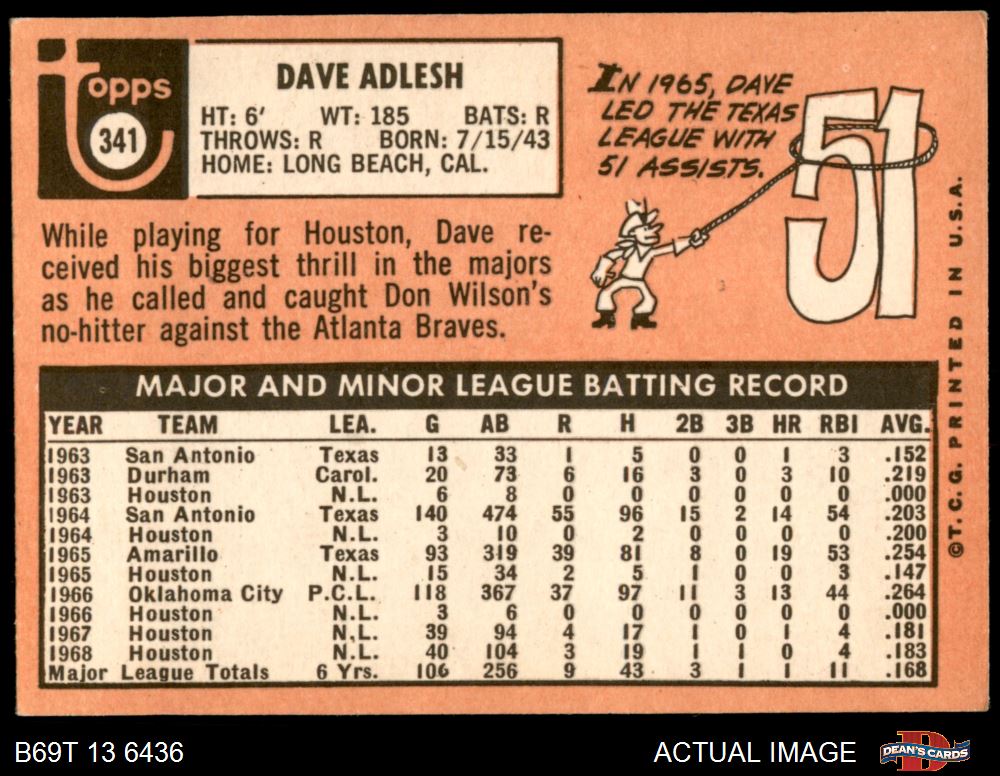 Topps
341
DAVE ADLESH
HT: 6' WT: 185 BATS: R
THROWS: R BORN: 7/15/43
HOME: LONG BEACH, CAL.
IN 1965, DAVE
LED THE TEXAS
LEAGUE WITH
51 ASSISTS.
51
While playing for Houston, Dave re-
ceived his biggest thrill in the majors
as he called and caught Don Wilson's
no-hitter against the Atlanta Braves.
MAJOR AND MINOR LEAGUE BATTING RECORD
YEAR TEAM LEA. G AB R H 2B 3B HR RBI AVG.
1963 San Antonio Texas 13 33 1 5 0 0 1 3 .152
1963 Durham Carol. 20 73 6 16 3 0 3 10 .219
1963 Houston N.L. 6 8 0 0 0 0 0 0 .000
1964 San Antonio Texas 140 474 55 96 15 2 14 54 .203
1964 Houston N.L. 3 10 0 2 0 0 0 0 .200
1965 Amarillo Texas 93 319 39 81 8 0 19 53 .254
1965 Houston N.L. 15 34 2 5 1 0 0 3 .147
1966 Oklahoma City P.C.L. 118 367 37 97 11 3 13 44 .264
1966 Houston N.L. 3 6 0 0 0 0 0 0 .000
1967 Houston N.L. 39 94 4 17 1 0 1 4 .181
1968 Houston N.L. 40 104 3 19 1 1 0 4 .183
Major League Totals 6 Yrs. 106 256 9 43 3 1 1 11 .168
©T.C.G. PRINTED IN U.S.A.
B69T 13 6436
ACTUAL IMAGE
D
DEAN'S CARDS